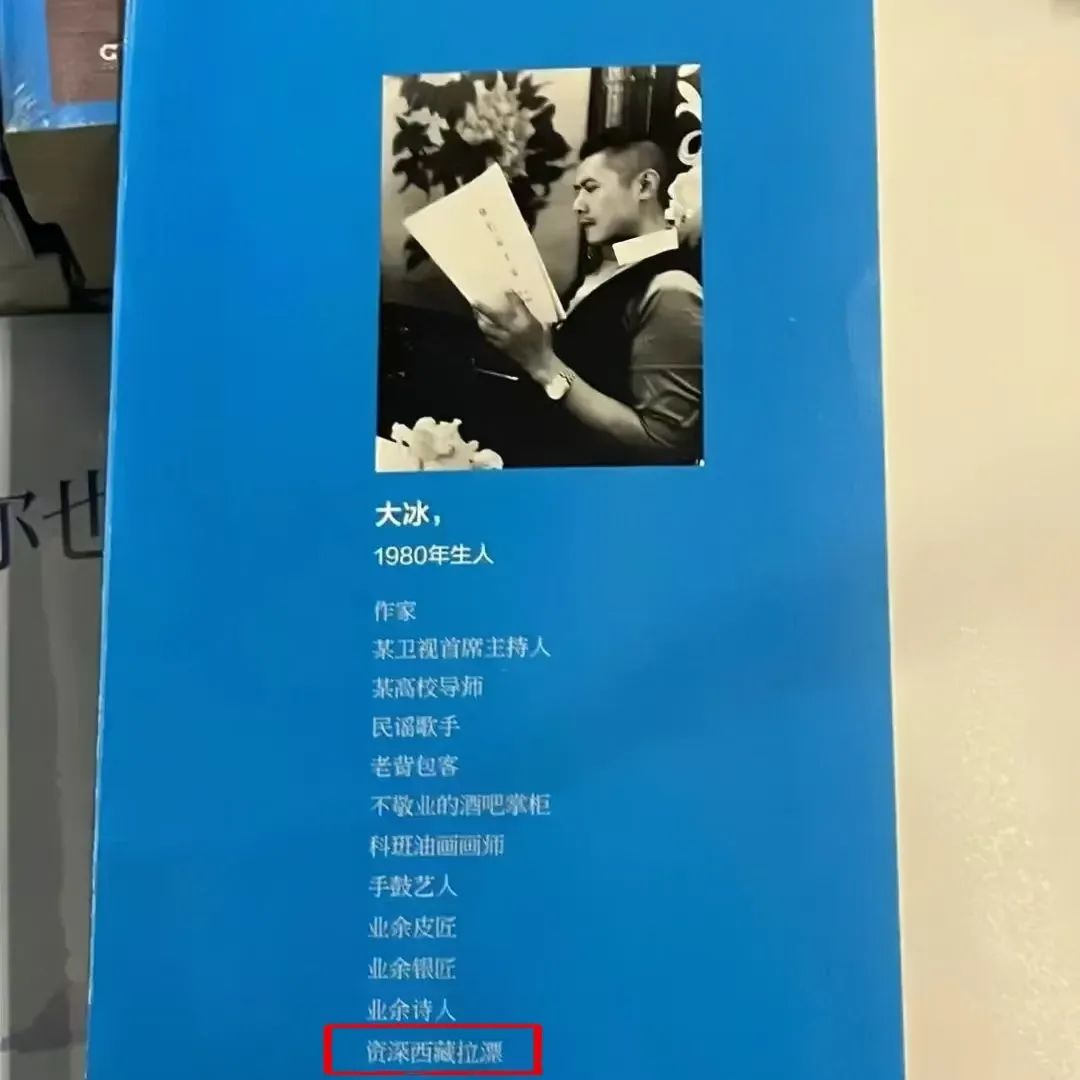 大冰，
1980年生人
作家
某卫视首席主持人
某高校导师
民谣歌手
老背包客
不敬业的酒吧掌柜
科班油画画师
手鼓艺人
业余皮匠
业余银匠
业余诗人
资深西藏拉漂
也